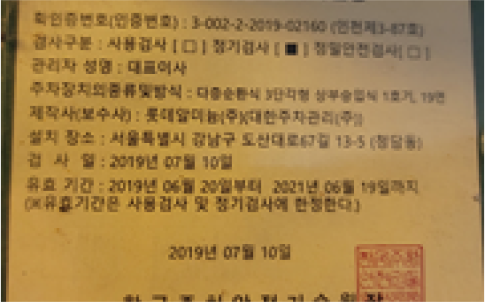 확인증번호(인증번호) : 3-002-2-2019-02160 (인천제3-87호)
검사구분 : 사용검사 [ □ ] 정기검사 [ ■ ] 정밀안전검사[ □ ]
관리자 성명 : 대표이사
주차장치의종류및방식 : 다층순환식 3단각형 상부승입식 1호기, 19면
제작사(보수사) : 롯데알미늄(주)(대한주차관리(주))
설치 장소 : 서울특별시 강남구 도산대로67길 13-5 (청담동)
검 사 일 : 2019년 07월 10일
유효 기간 : 2019년 06월 20일부터 2021년 06월 19일까지
(※유효기간은 사용검사 및 정기검사에 한정한다.)
2019년 07월 10일